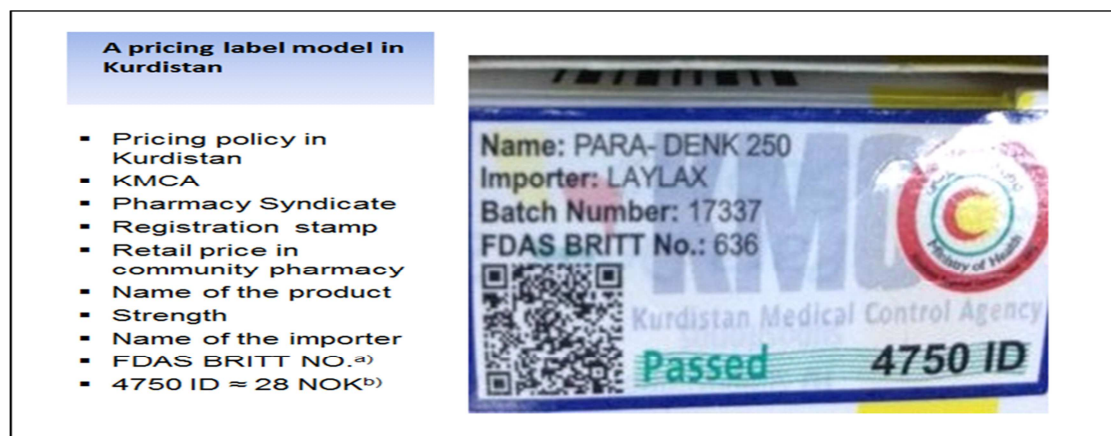 A pricing label model in
Kurdistan
▪ Pricing policy in
Kurdistan
▪ KMCA
▪ Pharmacy Syndicate
▪ Registration stamp
▪ Retail price in
community pharmacy
▪ Name of the product
▪ Strength
▪ Name of the importer
▪ FDAS BRITT NO.a)
▪ 4750 ID ≈ 28 NOKb)
Name: PARA- DENK 250
Importer: LAYLAX
Batch Number: 17337
FDAS BRITT No.: 636
Ministry of Health
Kurdistan Medical Control Agency
Passed
4750 ID